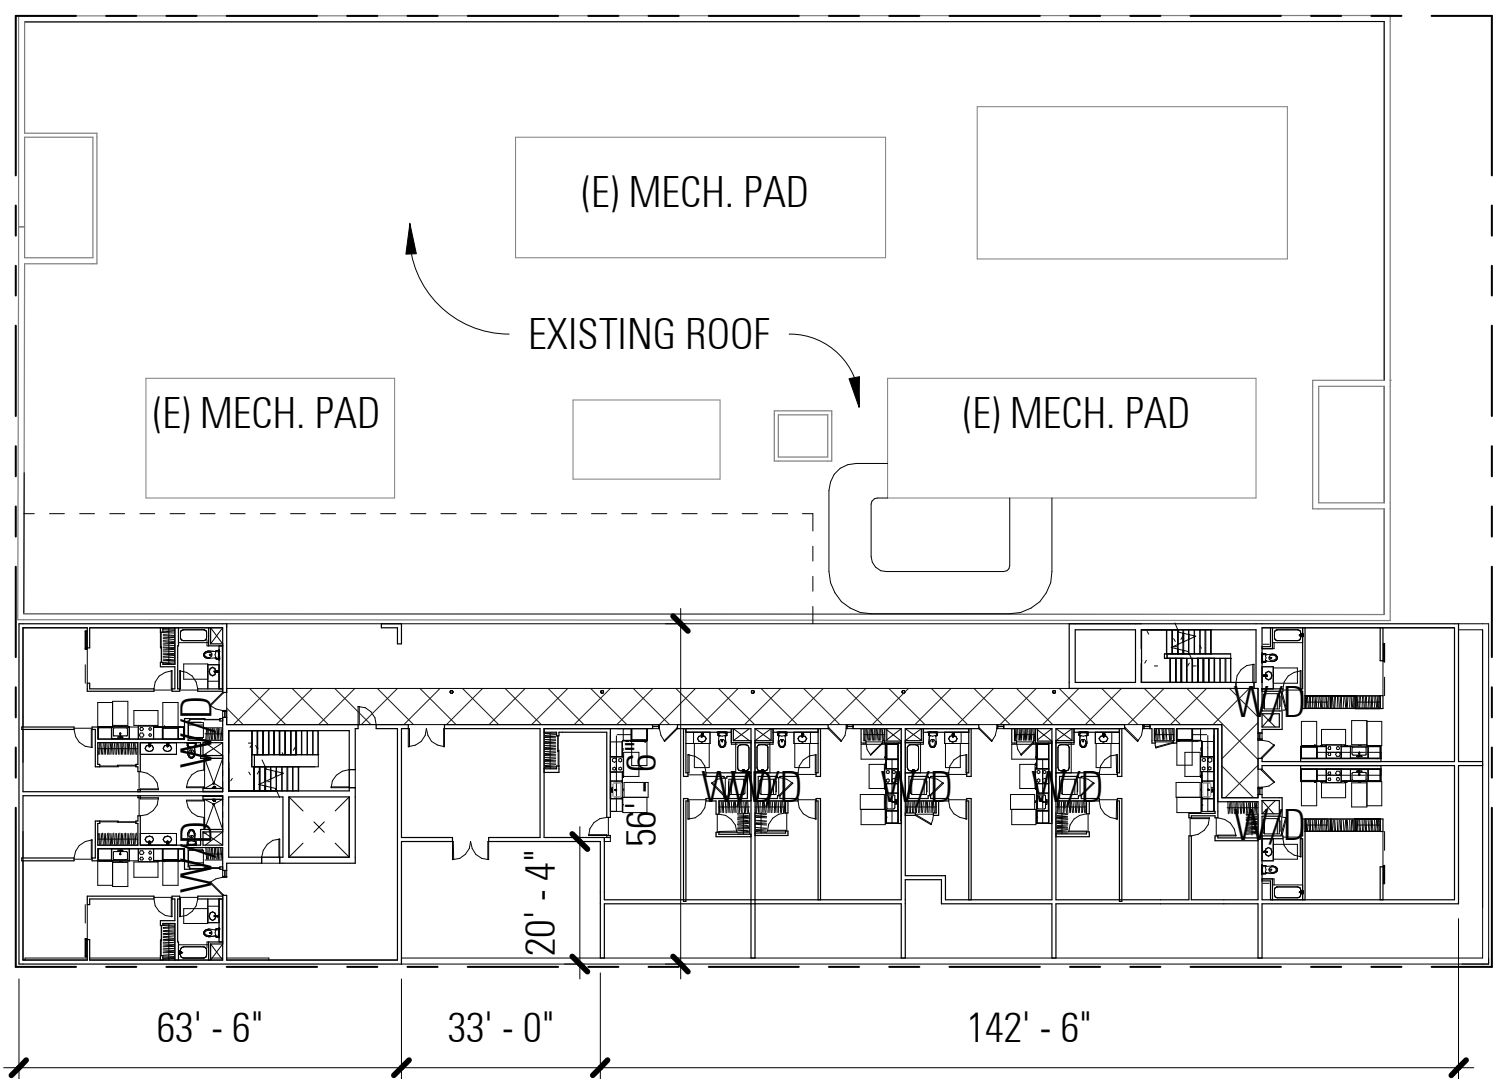 (E) MECH. PAD
EXISTING ROOF
(E) MECH. PAD
(E) MECH. PAD
W/D
W/D
W/D
W/D
W/D
W/D
W/D
W/D
56' - 6"
20' - 4"
63' - 6"
33' - 0"
142' - 6"